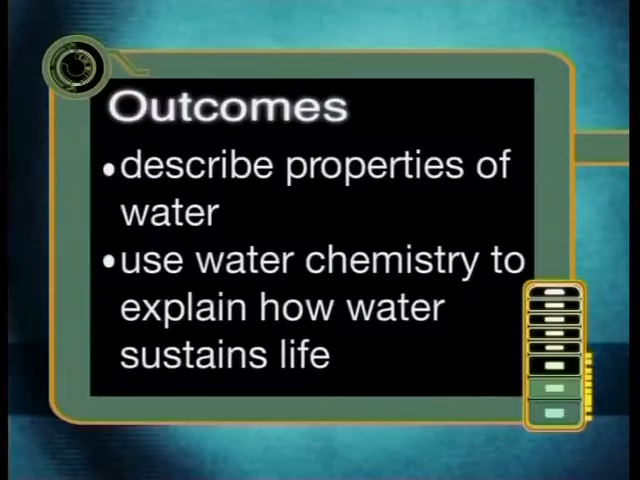 Outcomes
•describe properties of
water
•use water chemistry to
explain how water
sustains life